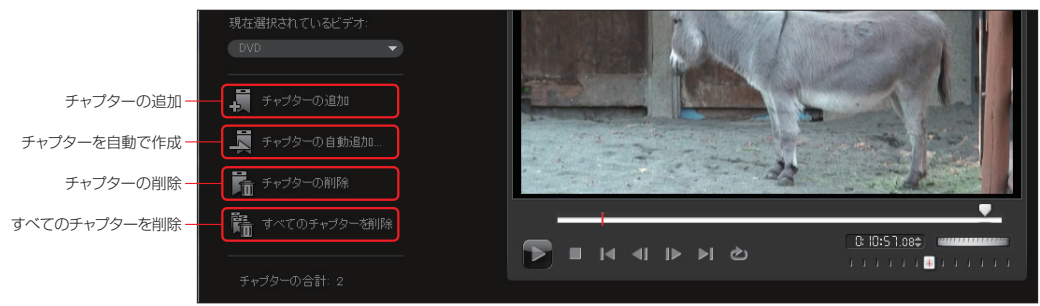 現在選択されているビデオ:
DVD
チャプターの追加
チャプターの追加
チャプターを自動で作成
チャプターの自動追加...
チャプターの削除
チャプターの削除
すべてのチャプターを削除
すべてのチャプターを削除
0:10:57.08
チャプターの合計: 2